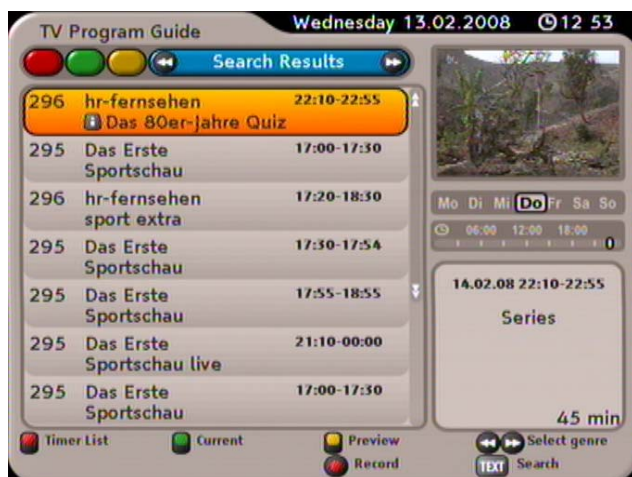 TV Program Guide
Wednesday 13.02.2008 12 53
Search Results
296 hr-fernsehen 22:10-22:55
Das 80er-Jahre Quiz
295 Das Erste 17:00-17:30
Sportschau
296 hr-fernsehen 17:20-18:30
sport extra
295 Das Erste 17:30-17:54
Sportschau
295 Das Erste 17:55-18:55
Sportschau
295 Das Erste 21:10-00:00
Sportschau live
295 Das Erste 17:00-17:30
Sportschau
Mo Di Mi Do Fr Sa So
06:00 12:00 18:00
0
14.02.08 22:10-22:55
Series
45 min
Timer List Current Preview Select genre
Record TEXT Search